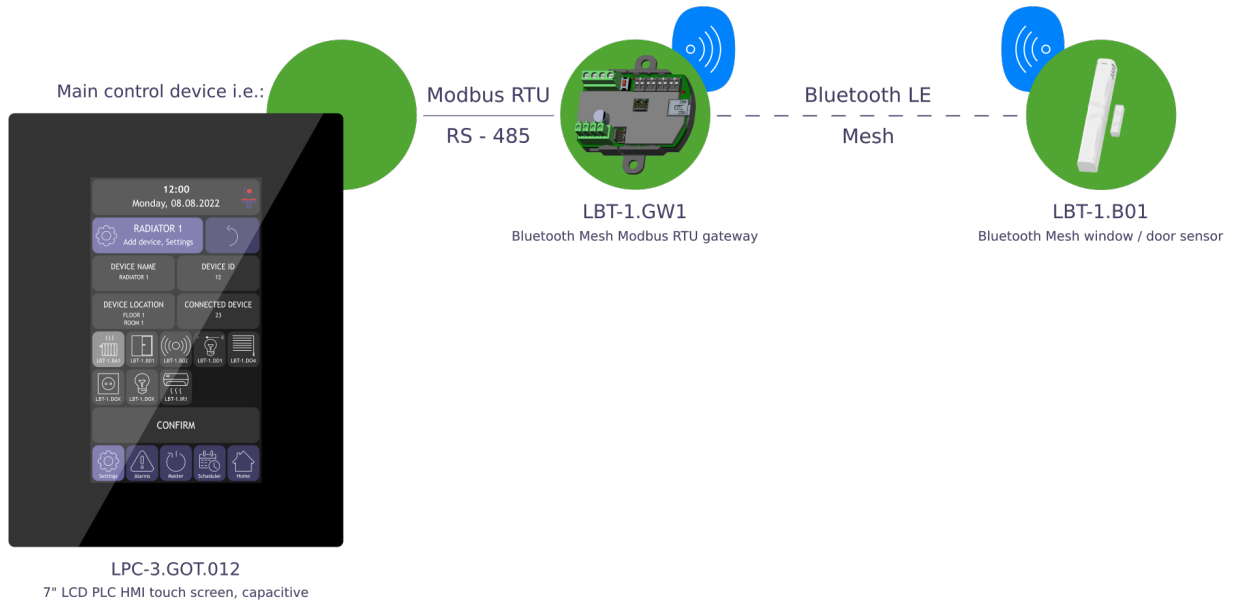 Main control device i.e.:
Modbus RTU
RS - 485
Bluetooth LE
Mesh
LBT-1.GW1
Bluetooth Mesh Modbus RTU gateway
LBT-1.B01
Bluetooth Mesh window / door sensor
12:00
Monday, 08.08.2022
RADIATOR 1
Add device, Settings
DEVICE NAME
RADIATOR 1
DEVICE ID
12
DEVICE LOCATION
FLOOR 1
ROOM 1
CONNECTED DEVICE
23
LBT-1.BA1
LBT-1.B01
LBT-1.B02
LBT-1.DO1
LBT-1.DO4
LBT-1.DOX
LBT-1.DOX
LBT-1.IR1
CONFIRM
Settings
Alarms
Master
Scheduler
Home
LPC-3.GOT.012
7" LCD PLC HMI touch screen, capacitive